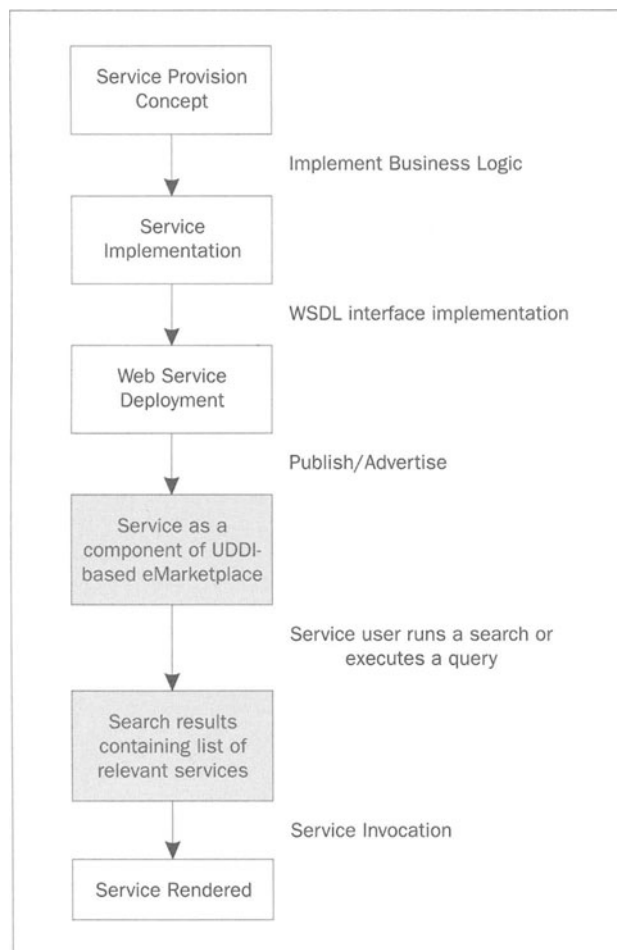 Service Provision
Concept
Implement Business Logic
Service
Implementation
WSDL interface implementation
Web Service
Deployment
Publish/Advertise
Service as a
component of UDDI-
based eMarketplace
Service user runs a search or
executes a query
Search results
containing list of
relevant services
Service Invocation
Service Rendered